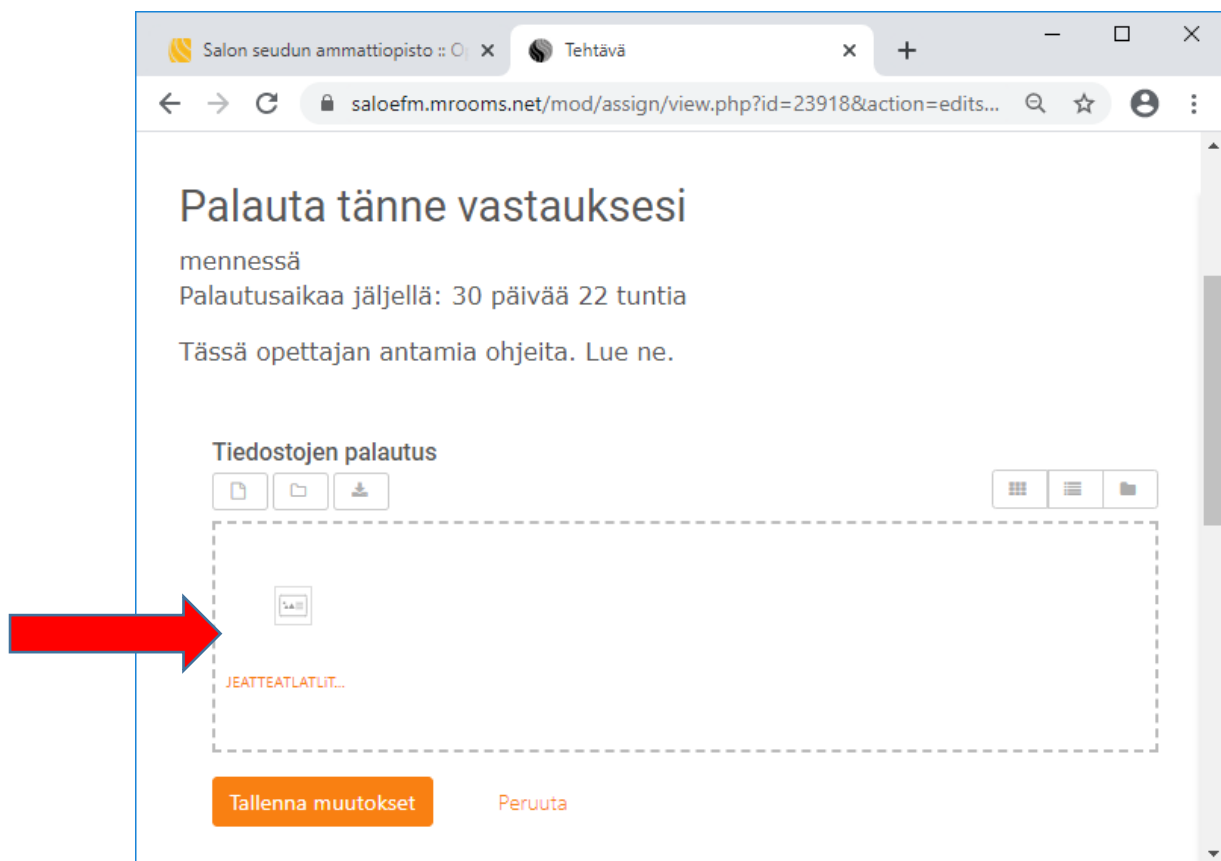 Salon seudun ammattiopisto :: O
Tehtävä
saloefm.mrooms.net/mod/assign/view.php?id=23918&action=edits...
Palauta tänne vastauksesi
mennessä
Palautusaikaa jäljellä: 30 päivää 22 tuntia
Tässä opettajan antamia ohjeita. Lue ne.
Tiedostojen palautus
JEATTEATLATLiT...
Tallenna muutokset
Peruuta